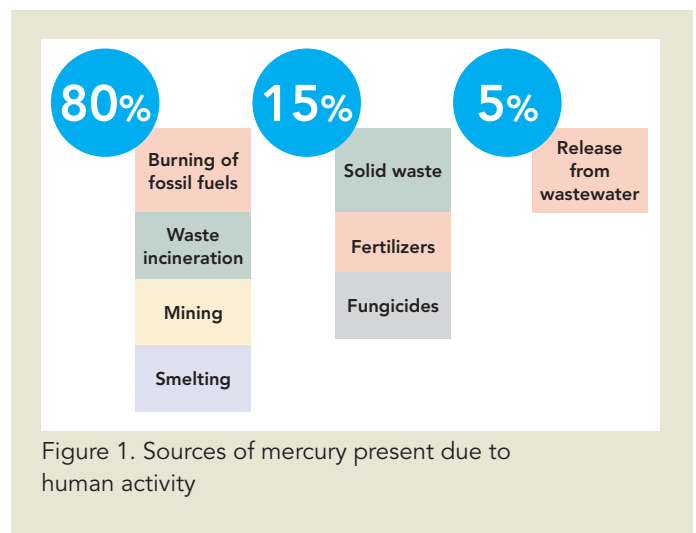 80%
Burning of
fossil fuels
Waste
incineration
Mining
Smelting
15%
Solid waste
Fertilizers
Fungicides
5%
Release
from
wastewater
Figure 1. Sources of mercury present due to
human activity